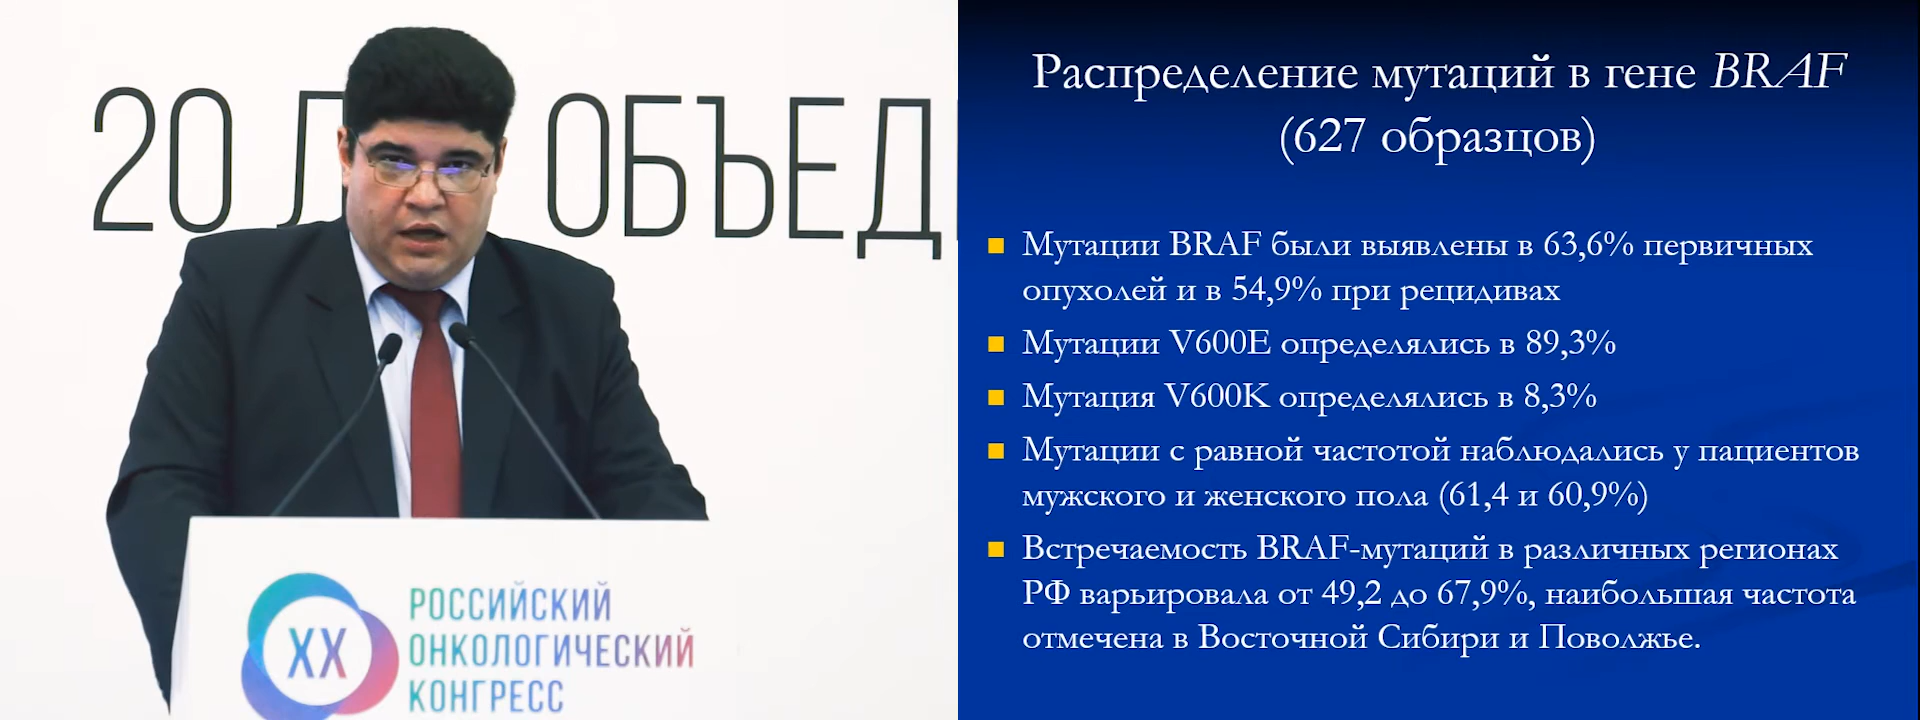 20 Л ОБЪЕД
XX
РОССИЙСКИЙ
ОНКОЛОГИЧЕСКИЙ
КОНГРЕСС
Распределение мутаций в гене BRAF
(627 образцов)
Мутации BRAF были выявлены в 63,6% первичных
опухолей и в 54,9% при рецидивах
Мутации V600E определялись в 89,3%
Мутация V600K определялись в 8,3%
Мутации с равной частотой наблюдались у пациентов
мужского и женского пола (61,4 и 60,9%)
Встречаемость BRAF-мутаций в различных регионах
РФ варьировала от 49,2 до 67,9%, наибольшая частота
отмечена в Восточной Сибири и Поволжье.